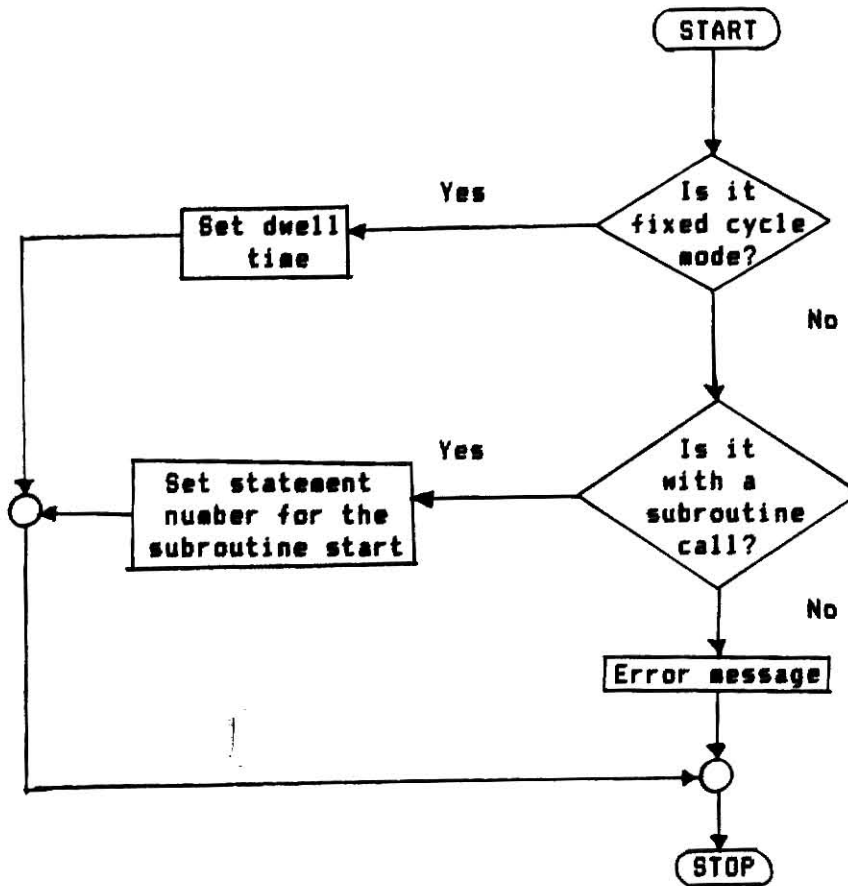 START
Is it
fixed cycle
mode?
Yes
Set dwell
time
No
Is it
with a
subroutine
call?
Yes
Set statement
number for the
subroutine start
No
Error message
STOP